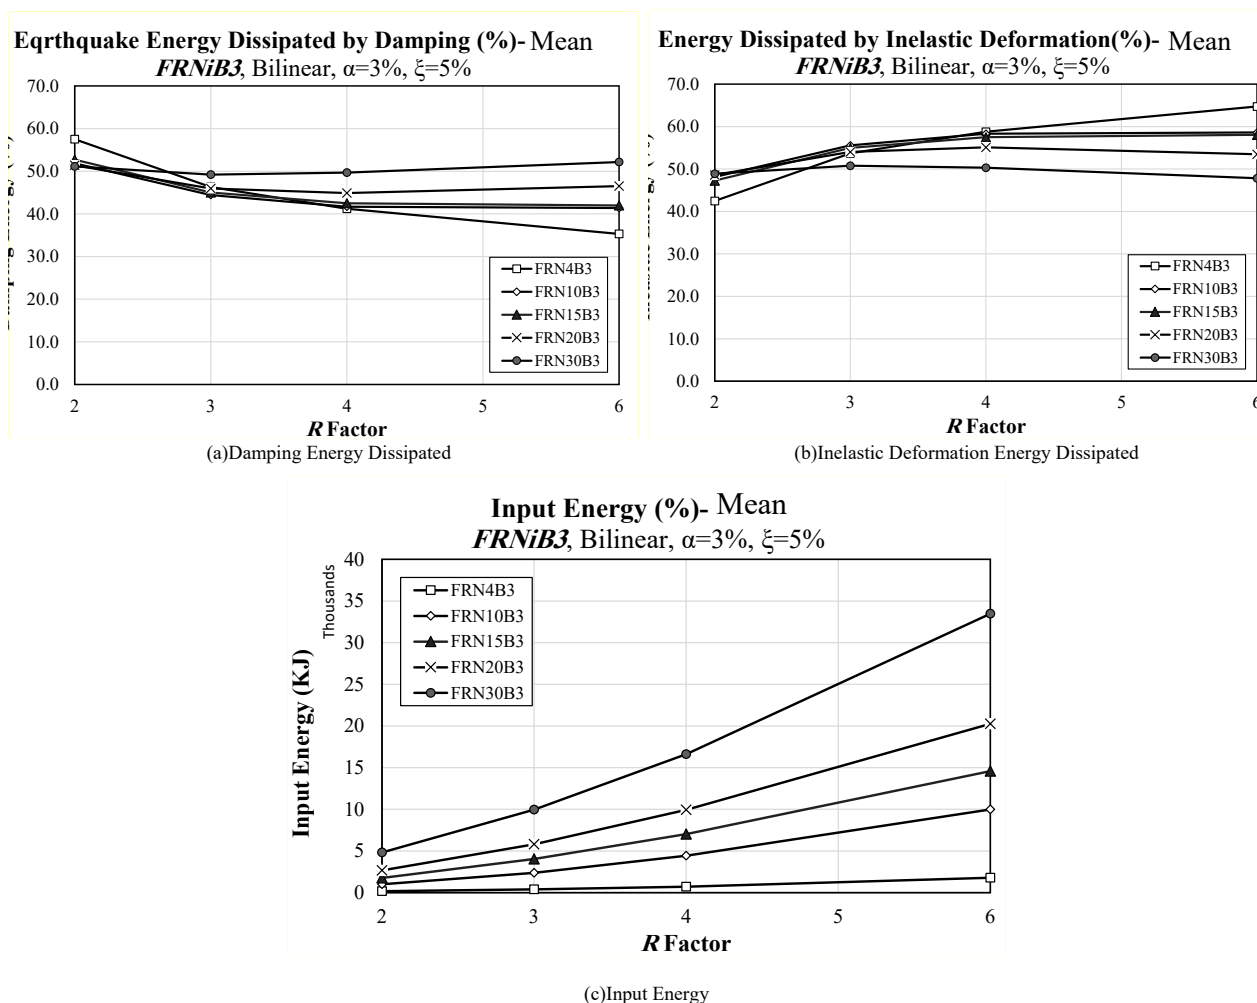 Eqrthquake Energy Dissipated by Damping (%)- Mean
FRNiB3, Bilinear, α=3%, ξ=5%
70.0
60.0
50.0
40.0
30.0
20.0
10.0
0.0
2 3 4 5 6
R Factor
FRN4B3
FRN10B3
FRN15B3
FRN20B3
FRN30B3
(a)Damping Energy Dissipated
Energy Dissipated by Inelastic Deformation(%)- Mean
FRNiB3, Bilinear, α=3%, ξ=5%
70.0
60.0
50.0
40.0
30.0
20.0
10.0
0.0
2 3 4 5 6
R Factor
FRN4B3
FRN10B3
FRN15B3
FRN20B3
FRN30B3
(b)Inelastic Deformation Energy Dissipated
Input Energy (%)- Mean
FRNiB3, Bilinear, α=3%, ξ=5%
Input Energy (KJ)
Thousands
40
35
30
25
20
15
10
5
0
2 3 4 5 6
R Factor
FRN4B3
FRN10B3
FRN15B3
FRN20B3
FRN30B3
(c)Input Energy